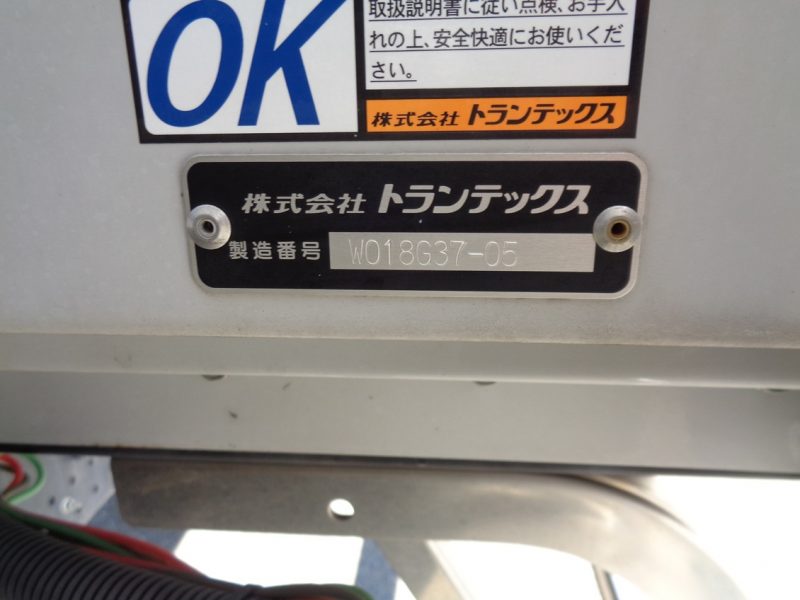 OK
取扱説明書に従い点検、お手入
れの上、安全快適にお使いくだ
さい。
株式会社 トランテックス
株式会社 トランテックス
製造番号 W018G37-05